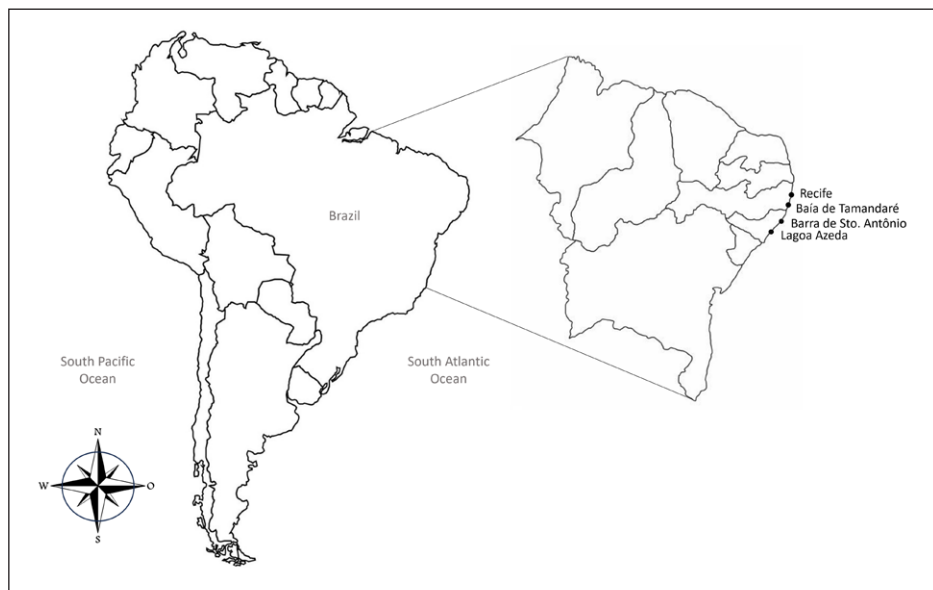 Brazil
South Pacific
Ocean
South Atlantic
Ocean
N
W
O
S
Recife
Baía de Tamandaré
Barra de Sto. Antônio
Lagoa Azeda